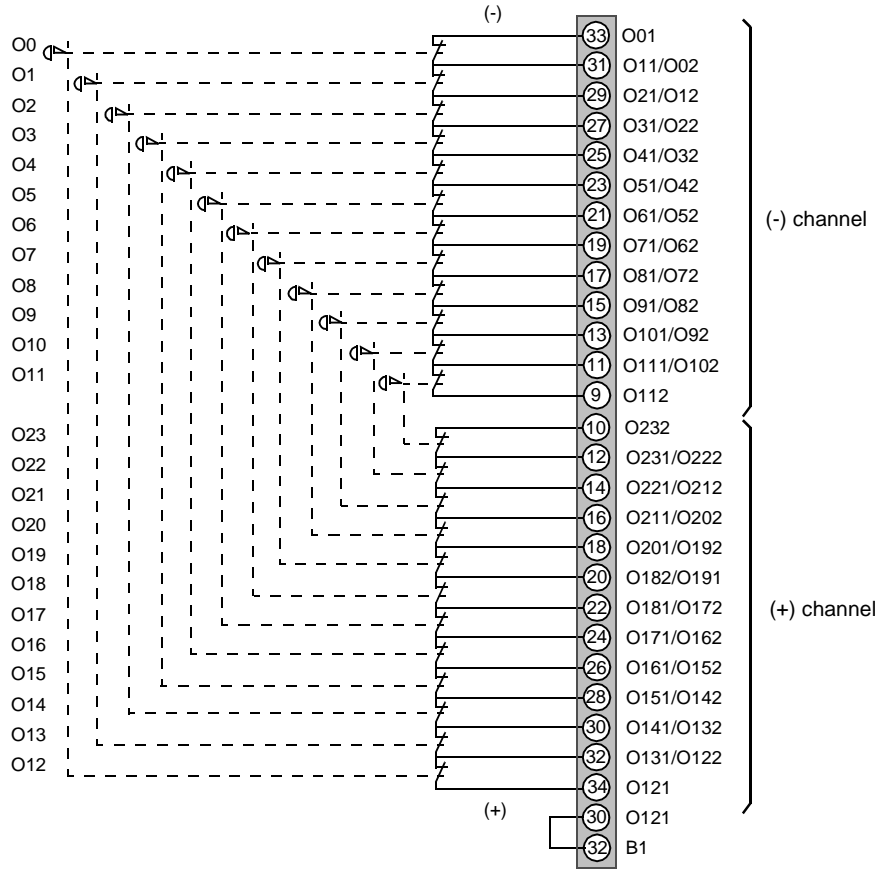 (-)
O0 33 O01
O1 31 O11/O02
O2 29 O21/O12
O3 27 O31/O22
O4 25 O41/O32
O5 23 O51/O42
O6 21 O61/O52
(-) channel
O7 19 O71/O62
O8 17 O81/O72
O9 15 O91/O82
O10 13 O101/O92
O11 11 O111/O102
9 O112
10 O232
O23 12 O231/O222
O22 14 O221/O212
O21 16 O211/O202
O20 18 O201/O192
O19 20 O182/O191
O18 22 O181/O172
(+) channel
O17 24 O171/O162
O16 26 O161/O152
O15 28 O151/O142
O14 30 O141/O132
O13 32 O131/O122
O12 34 O121
(+)
30 O121
32 B1